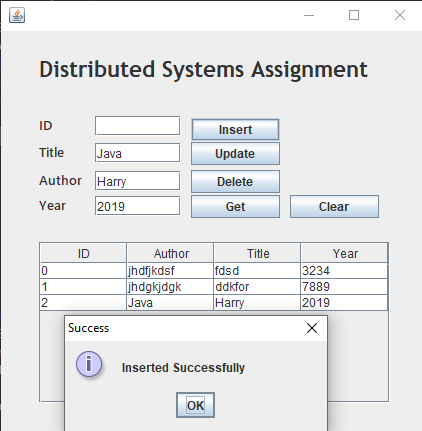 Distributed Systems Assignment
ID Insert
Title Java Update
Author Harry Delete
Year 2019 Get Clear
ID Author Title Year
0 jhdfjkdsf fdsd 3234
1 jhdgkjdgk ddkfor 7889
2 Java Harry 2019
Success
Inserted Successfully
OK